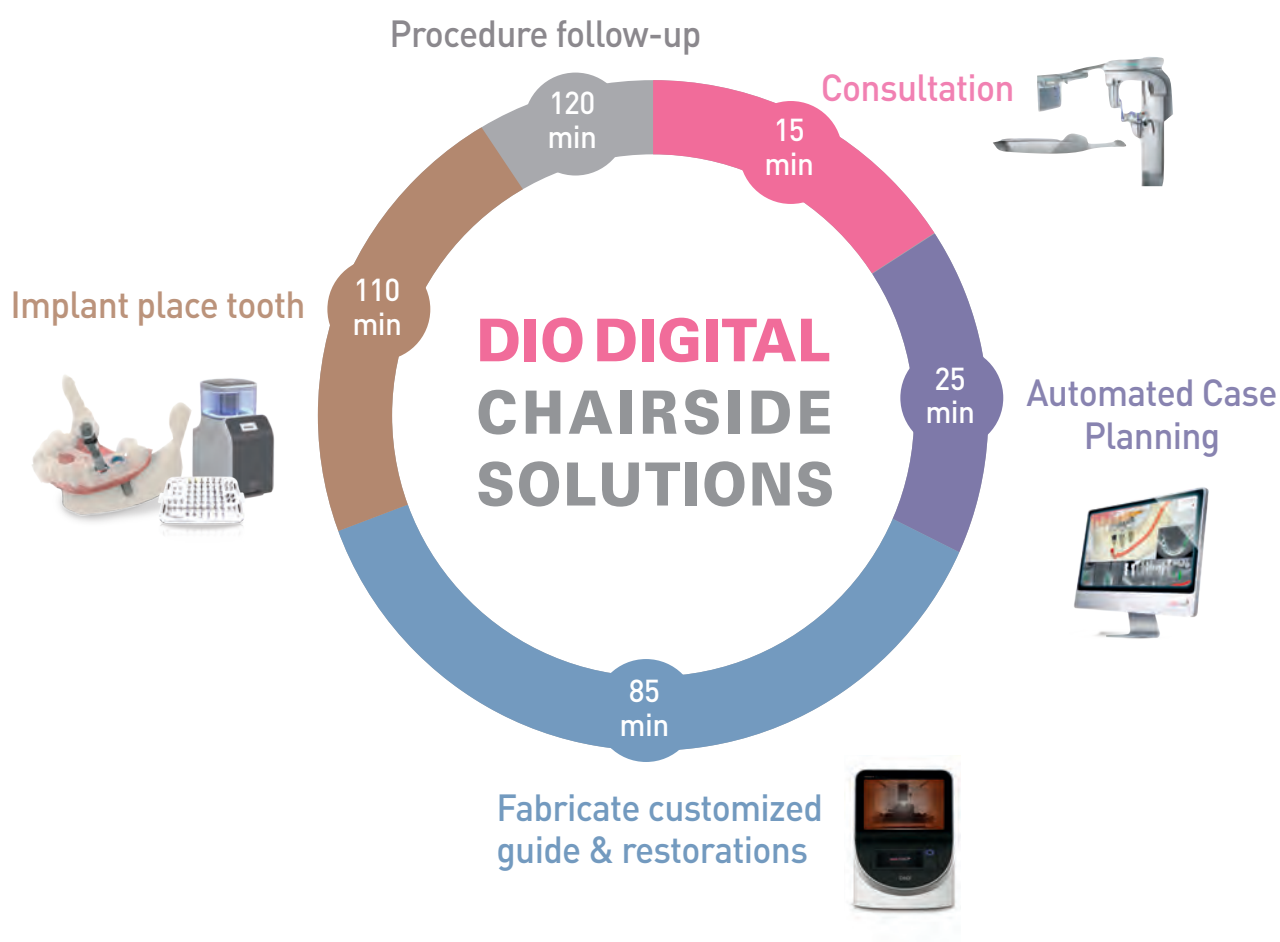 Procedure follow-up
120
min
Consultation
15
min
Implant place tooth
110
min
DIO DIGITAL
CHAIRSIDE
SOLUTIONS
25
min
Automated Case
Planning
85
min
Fabricate customized
guide & restorations